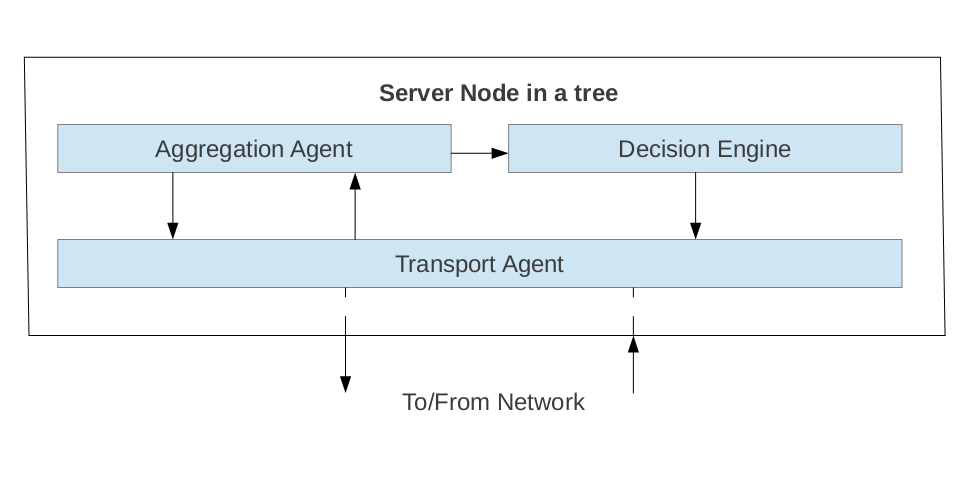 Server Node in a tree
Aggregation Agent
Decision Engine
Transport Agent
To/From Network